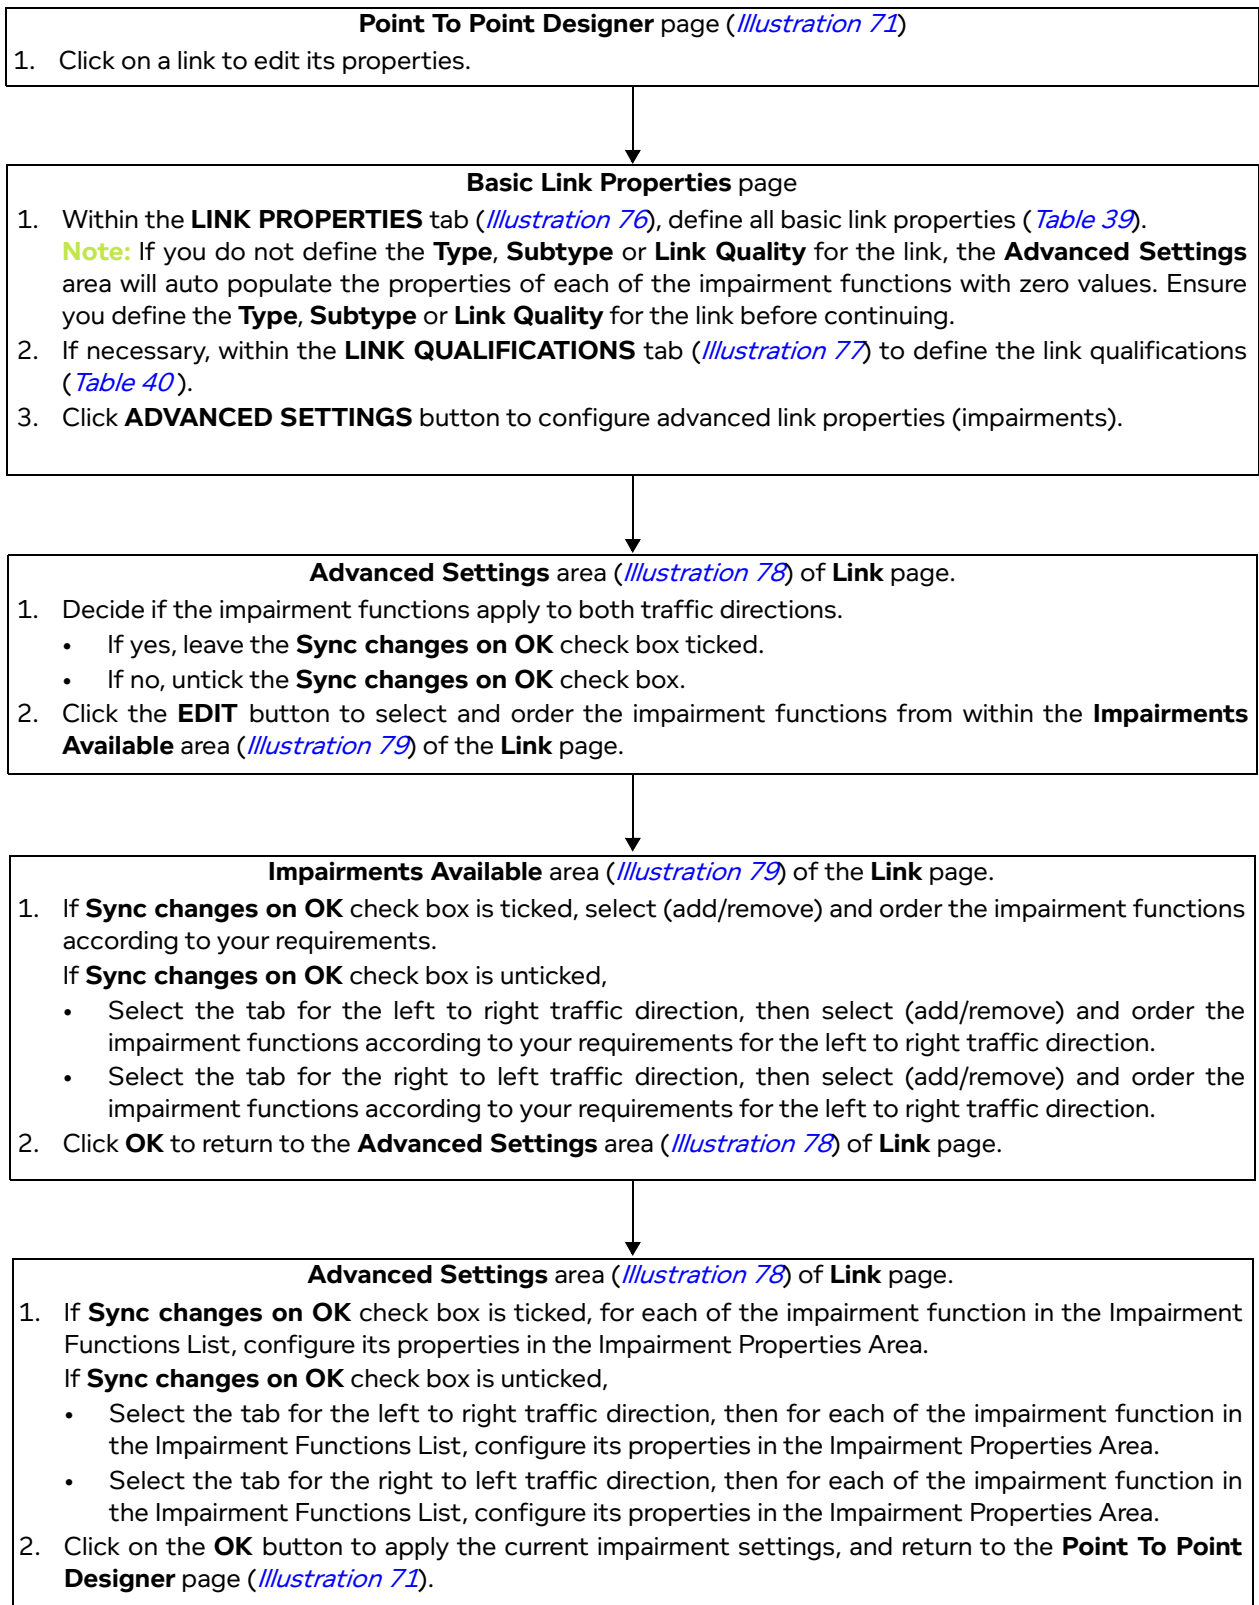 Point To Point Designer page (Illustration 71)
1. Click on a link to edit its properties.
Basic Link Properties page
1. Within the LINK PROPERTIES tab (Illustration 76), define all basic link properties (Table 39).
Note: If you do not define the Type, Subtype or Link Quality for the link, the Advanced Settings
area will auto populate the properties of each of the impairment functions with zero values. Ensure
you define the Type, Subtype or Link Quality for the link before continuing.
2. If necessary, within the LINK QUALIFICATIONS tab (Illustration 77) to define the link qualifications
(Table 40 ).
3. Click ADVANCED SETTINGS button to configure advanced link properties (impairments).
Advanced Settings area (Illustration 78) of Link page.
1. Decide if the impairment functions apply to both traffic directions.
• If yes, leave the Sync changes on OK check box ticked.
• If no, untick the Sync changes on OK check box.
2. Click the EDIT button to select and order the impairment functions from within the Impairments
Available area (Illustration 79) of the Link page.
Impairments Available area (Illustration 79) of the Link page.
1. If Sync changes on OK check box is ticked, select (add/remove) and order the impairment functions
according to your requirements.
If Sync changes on OK check box is unticked,
• Select the tab for the left to right traffic direction, then select (add/remove) and order the
impairment functions according to your requirements for the left to right traffic direction.
• Select the tab for the right to left traffic direction, then select (add/remove) and order the
impairment functions according to your requirements for the left to right traffic direction.
2. Click OK to return to the Advanced Settings area (Illustration 78) of Link page.
Advanced Settings area (Illustration 78) of Link page.
1. If Sync changes on OK check box is ticked, for each of the impairment function in the Impairment
Functions List, configure its properties in the Impairment Properties Area.
If Sync changes on OK check box is unticked,
• Select the tab for the left to right traffic direction, then for each of the impairment function in
the Impairment Functions List, configure its properties in the Impairment Properties Area.
• Select the tab for the right to left traffic direction, then for each of the impairment function in
the Impairment Functions List, configure its properties in the Impairment Properties Area.
2. Click on the OK button to apply the current impairment settings, and return to the Point To Point
Designer page (Illustration 71).